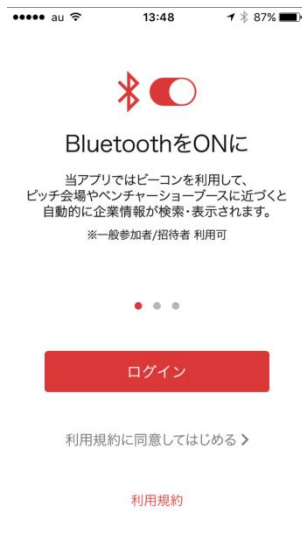 au 13:48 87%
BluetoothをONに
当アプリではビーコンを利用して、
ピッチ会場やベンチャーショーブースに近づくと
自動的に企業情報が検索・表示されます。
※一般参加者/招待者 利用可
ログイン
利用規約に同意してはじめる >
利用規約